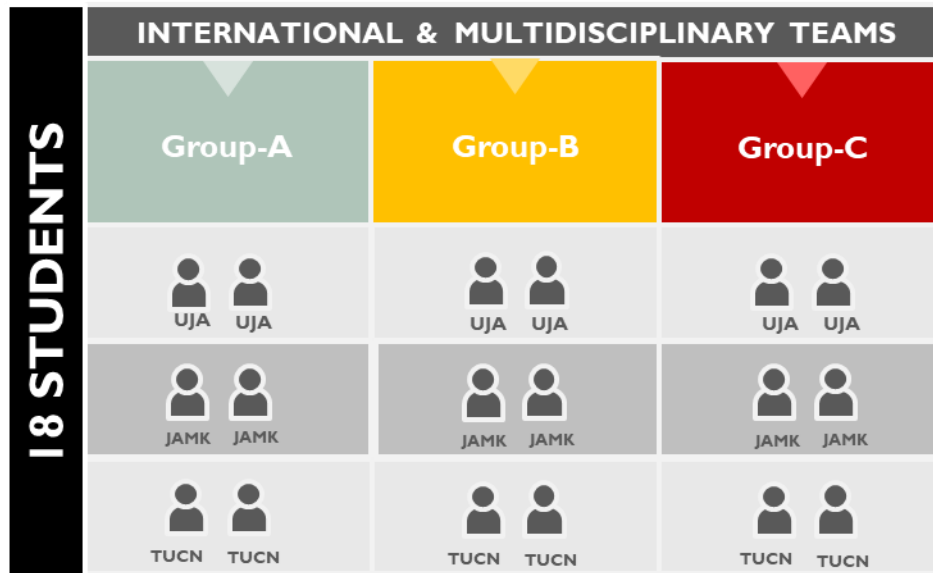 18 STUDENTS
INTERNATIONAL & MULTIDISCIPLINARY TEAMS
Group-A Group-B Group-C
UJA UJA UJA UJA UJA UJA
JAMK JAMK JAMK JAMK JAMK JAMK
TUCN TUCN TUCN TUCN TUCN TUCN